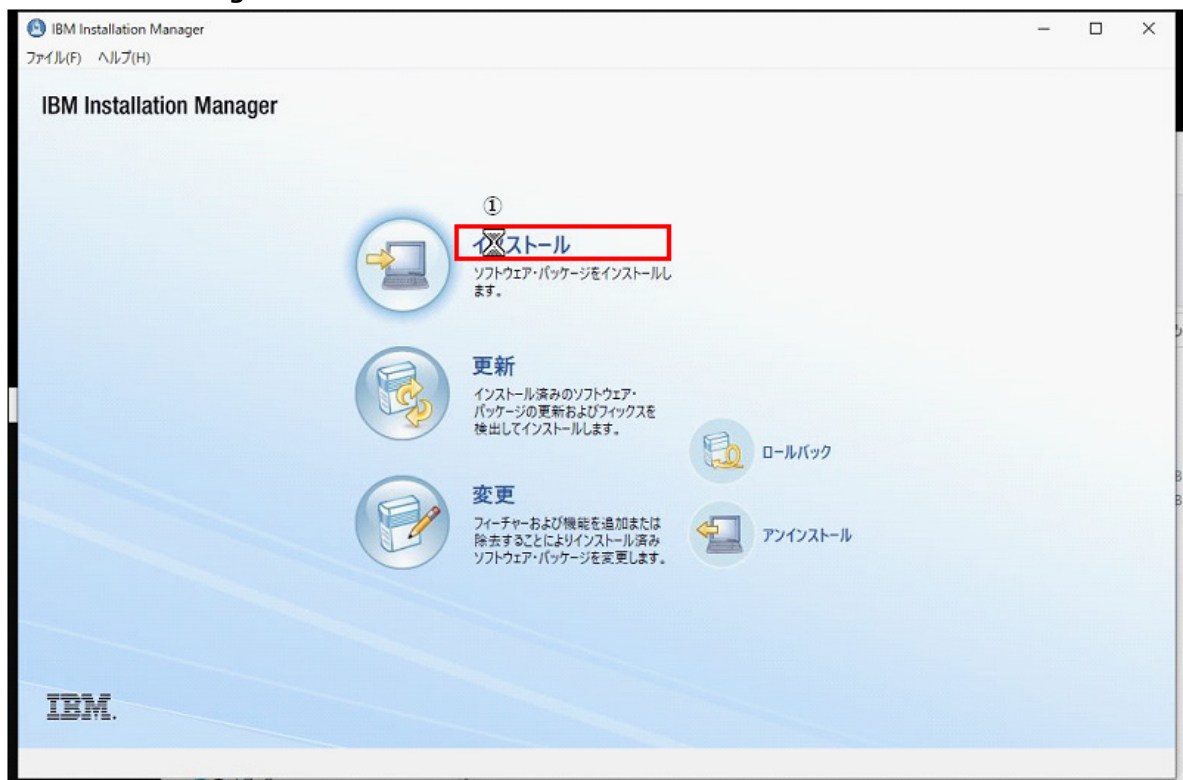 IBM Installation Manager
ファイル(F) ヘルプ(H)
IBM Installation Manager
①
インストール
ソフトウェア・パッケージをインストールし
ます。
更新
インストール済みのソフトウェア・
パッケージの更新およびフィックスを
検出してインストールします。
ロールバック
変更
フィーチャーおよび機能を追加または
除去することによりインストール済み
ソフトウェア・パッケージを変更します。
アンインストール
IBM.